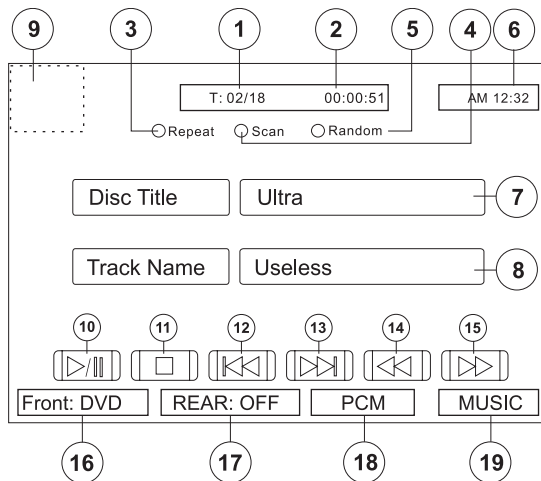 9 3 1 2 5 4 6
T: 02/18 00:00:51 AM 12:32
Repeat Scan Random
Disc Title Ultra 7
Track Name Useless 8
10 11 12 13 14 15
Front: DVD REAR: OFF PCM MUSIC
16 17 18 19